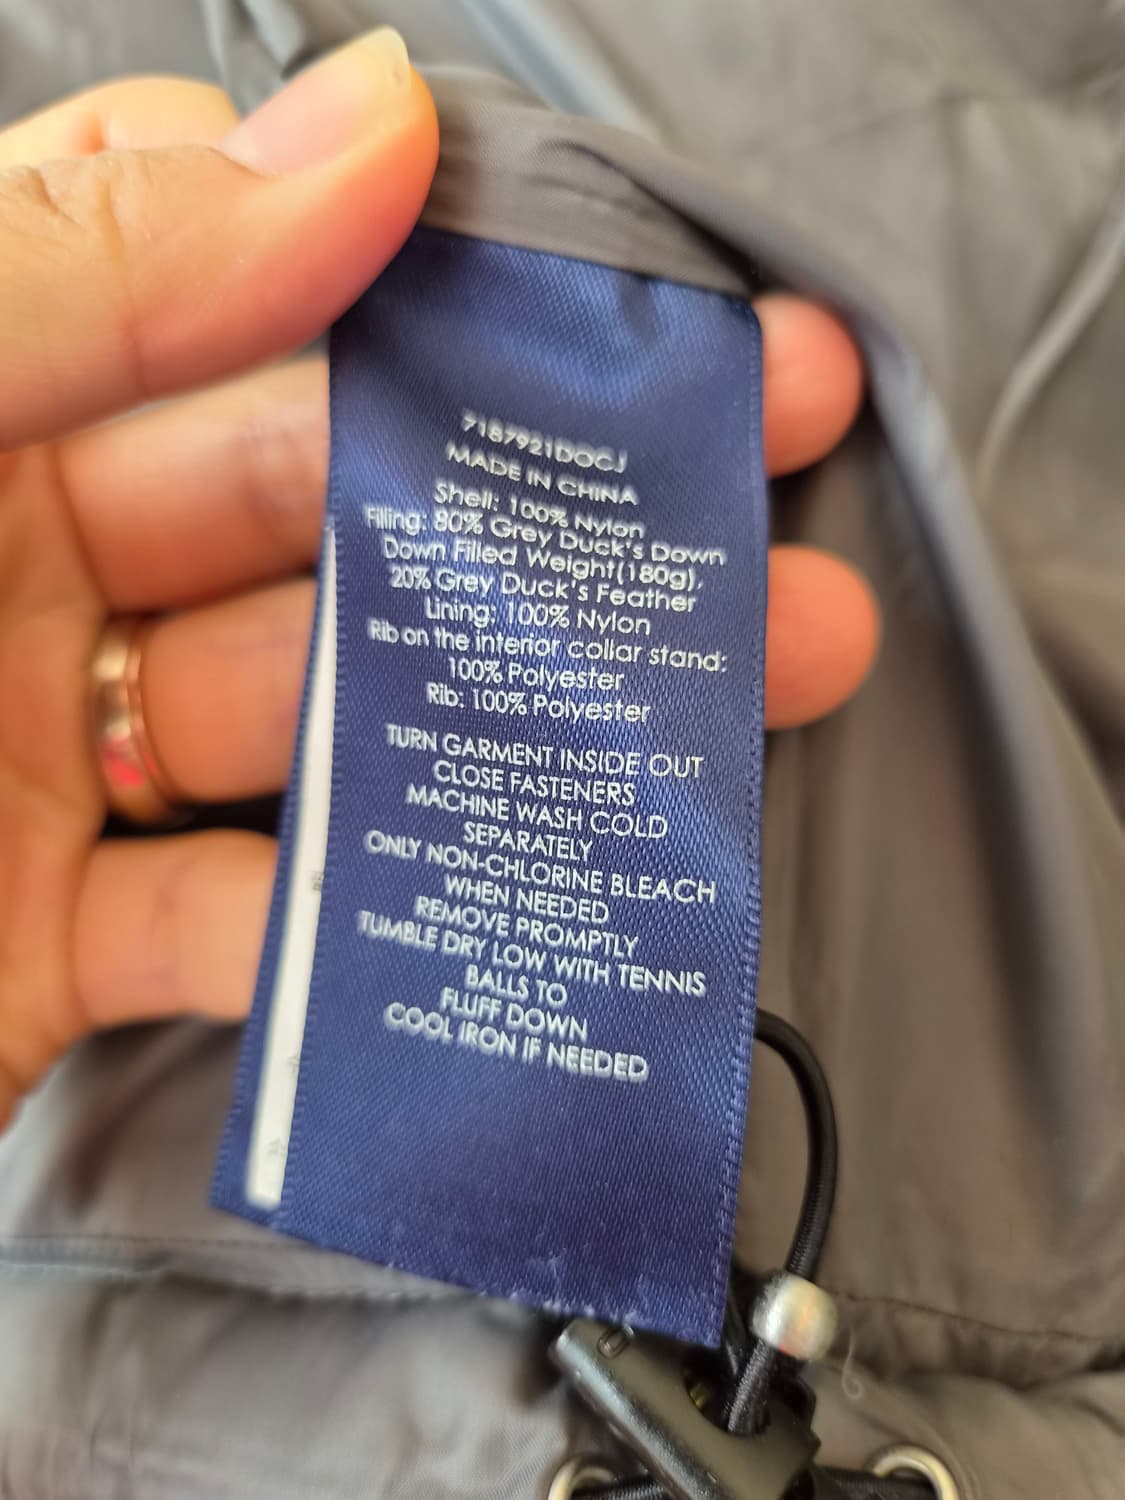 7187921DOCJ
MADE IN CHINA
Shell: 100% Nylon
Filling: 80% Grey Duck's Down
Down Filled Weight(180g),
20% Grey Duck's Feather
Lining: 100% Nylon
Rib on the interior collar stand:
100% Polyester
Rib: 100% Polyester
TURN GARMENT INSIDE OUT
CLOSE FASTENERS
MACHINE WASH COLD
SEPARATELY
ONLY NON-CHLORINE BLEACH
WHEN NEEDED
REMOVE PROMPTLY
TUMBLE DRY LOW WITH TENNIS
BALLS TO
FLUFF DOWN
COOL IRON IF NEEDED